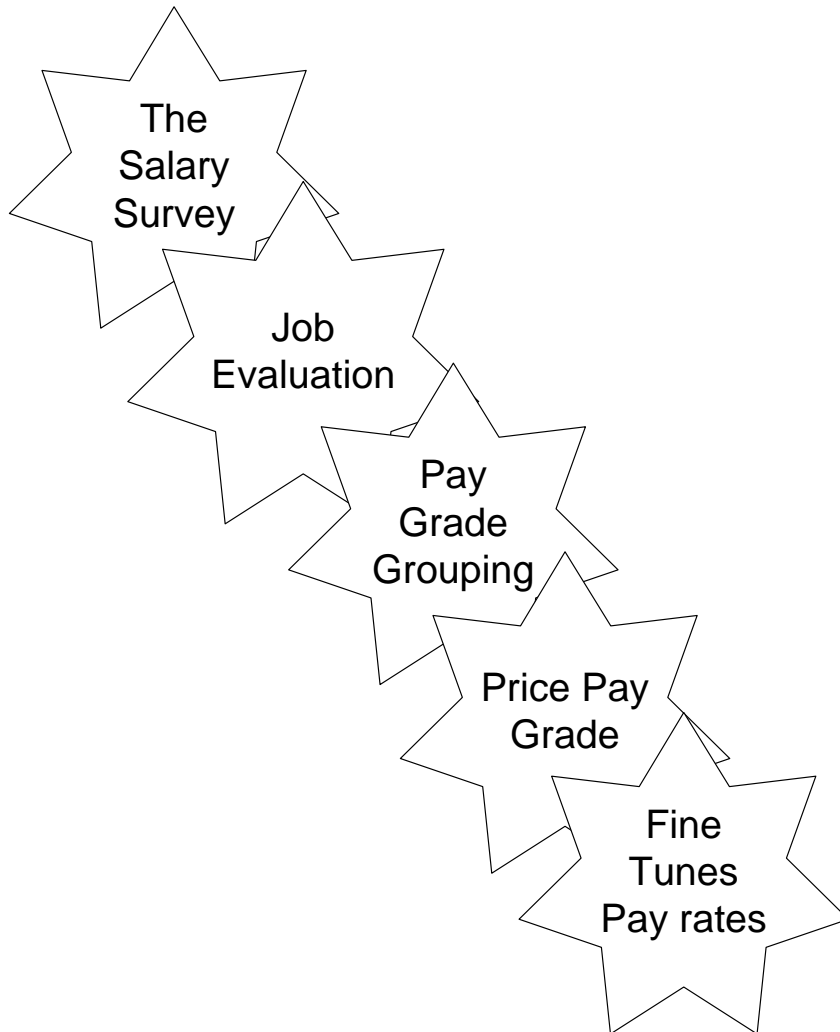 The
Salary
Survey
Job
Evaluation
Pay
Grade
Grouping
Price Pay
Grade
Fine
Tunes
Pay rates